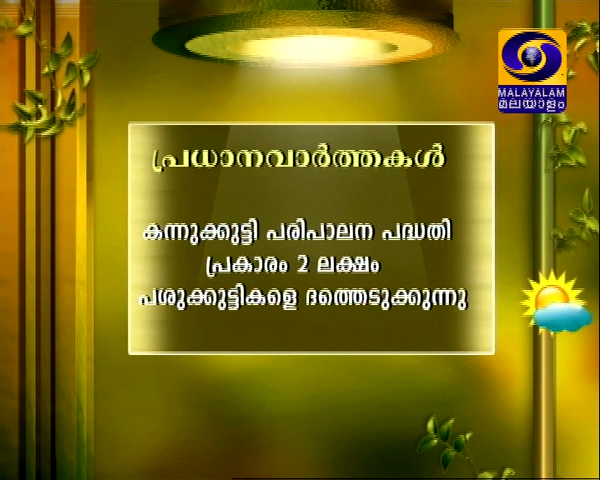 MALAYALAM
മലയാളം
പ്രധാനവാർത്തകൾ
കന്നുക്കുട്ടി പരിപാലന പദ്ധതി
പ്രകാരം 2 ലക്ഷം
പശുക്കുട്ടികളെ ദത്തെടുക്കുന്നു